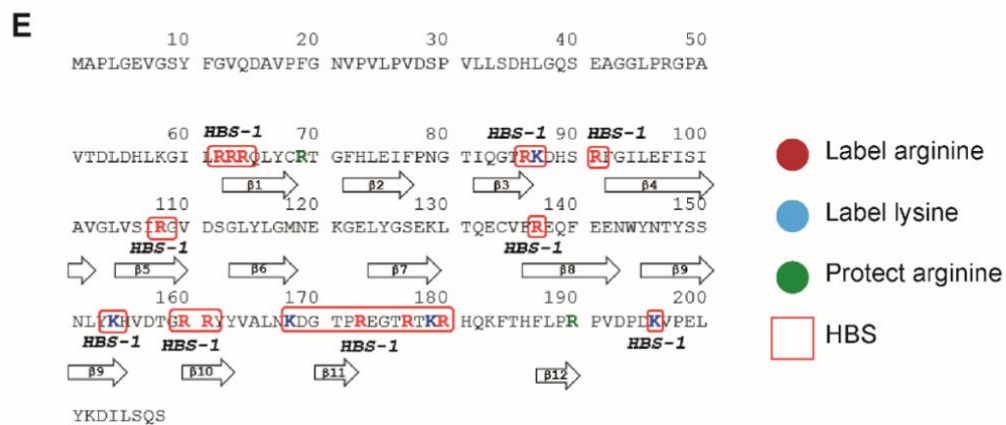 E
10 20 30 40 50
MAPLGEVGSY FGVQDAVPFG NVPVLPVDSP VLLSDHLGQS EAGGLPRGPA
HBS-1 HBS-1 HBS-1
60 70 80 90 100
VTDLDHLKGI LRRRQLYCRT GFHLEIFPNG TIQGTRKDHS RFGILEFISI
β1 β2 β3 β4
110 120 130 140 150
AVGLVSIRGV DSGLYLGMNE KGELYGSEKL TQECVFREQF EENWYNTYSS
HBS-1 HBS-1
β5 β6 β7 β8 β9
160 170 180 190 200
NLYKHVDTGR RYYVALNKDG TPREGTRTKR HQKFTHFLPR PVDPDKVPEL
HBS-1 HBS-1 HBS-1 HBS-1
β9 β10 β11 β12
YKDILSQS
Label arginine
Label lysine
Protect arginine
HBS